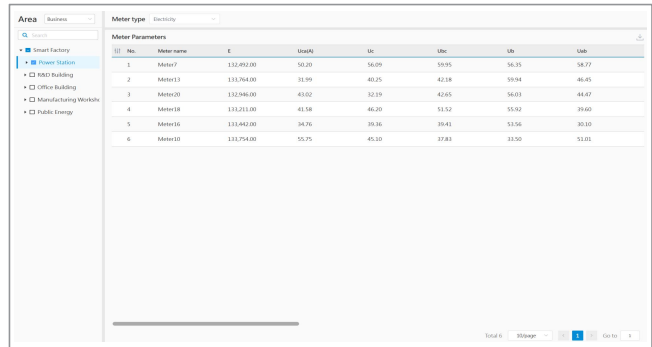 Area Business
Meter type Electricity
Search
Smart Factory
Power Station
R&D Building
Office Building
Manufacturing Worksho
Public Energy
Meter Parameters
No. Meter name E Uca(A) Uc Ubc Ub Uab
1 Meter7 132,492.00 50.20 56.09 59.95 56.35 58.77
2 Meter13 133,764.00 31.99 40.25 42.18 59.94 46.45
3 Meter20 132,946.00 43.02 32.19 42.65 56.03 44.47
4 Meter18 133,211.00 41.58 46.20 51.52 55.92 39.60
5 Meter16 133,442.00 34.76 39.36 39.41 53.56 30.10
6 Meter10 133,754.00 55.75 45.10 37.83 33.50 51.01
Total 6 10/page 1 Go to